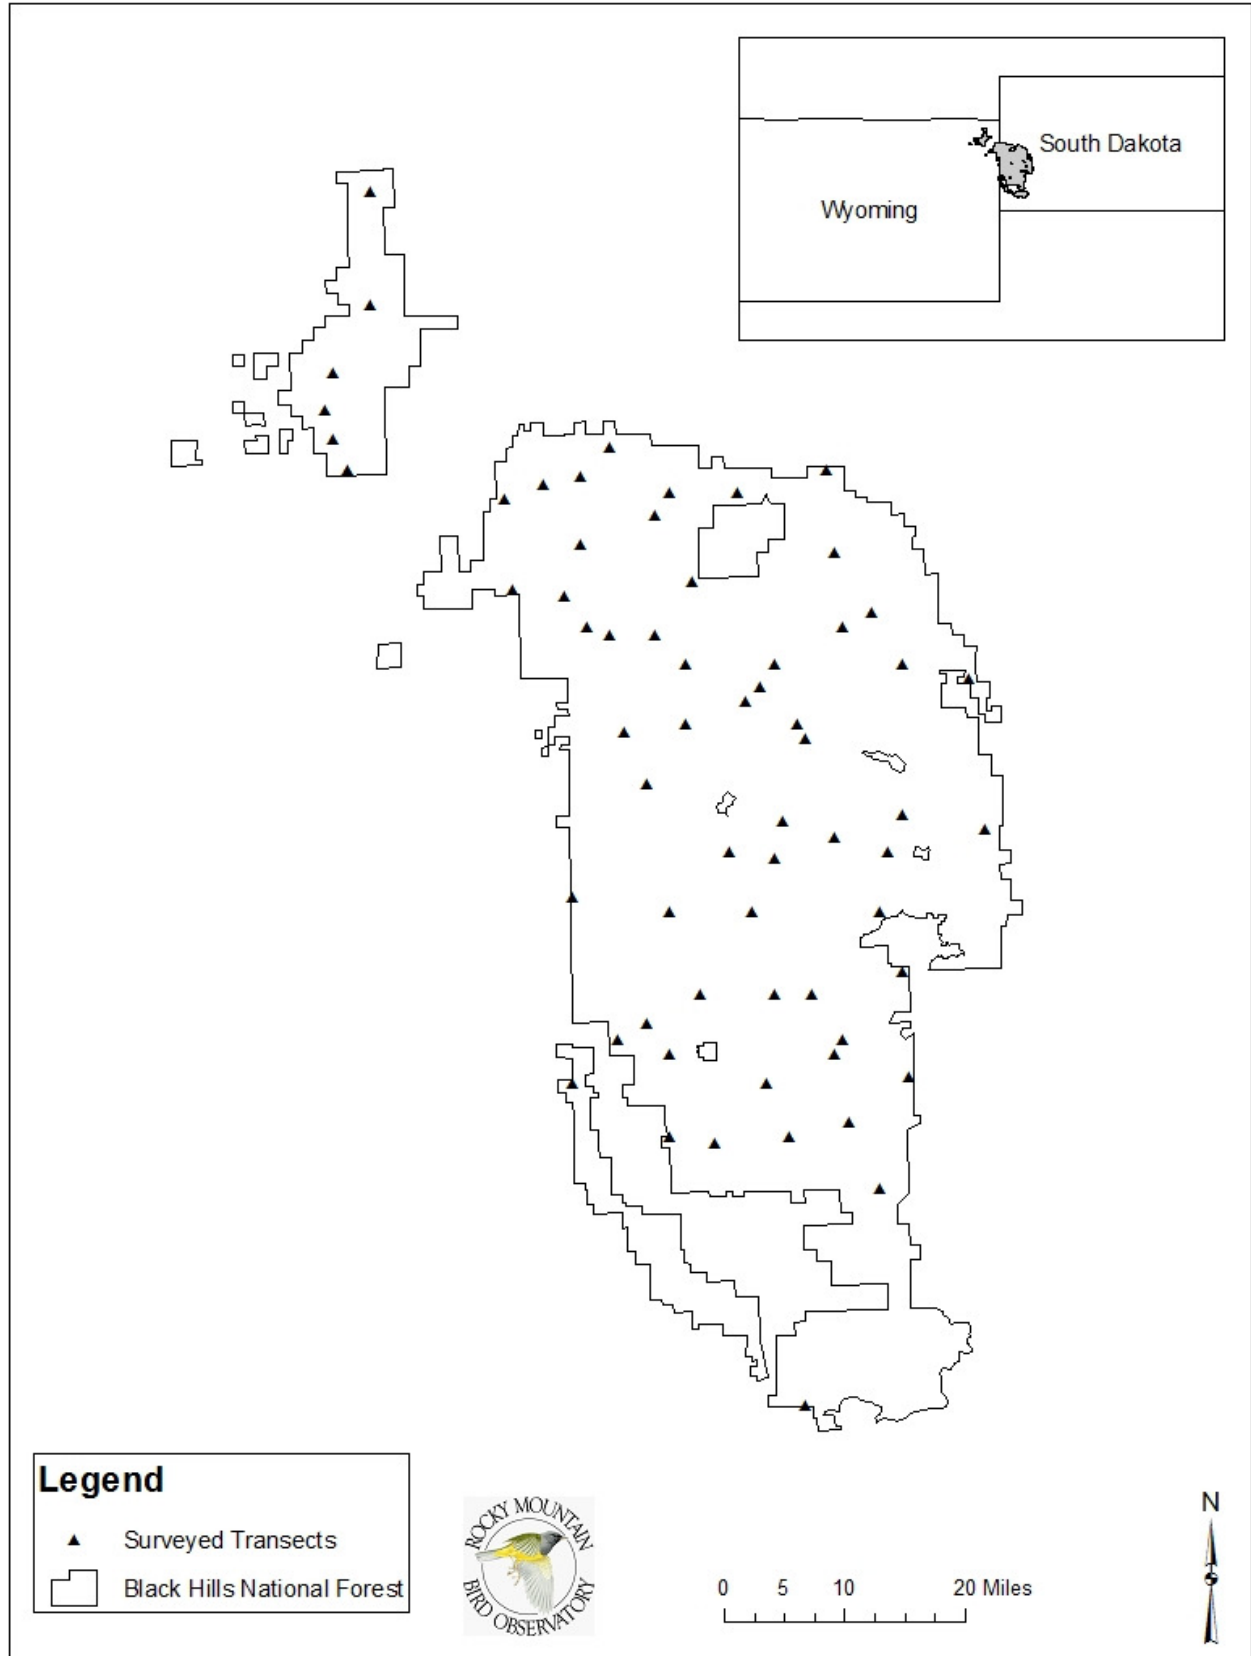 South Dakota
Wyoming
Legend
Surveyed Transects
Black Hills National Forest
ROCKY MOUNTAIN
BIRD OBSERVATORY
0 5 10 20 Miles
N